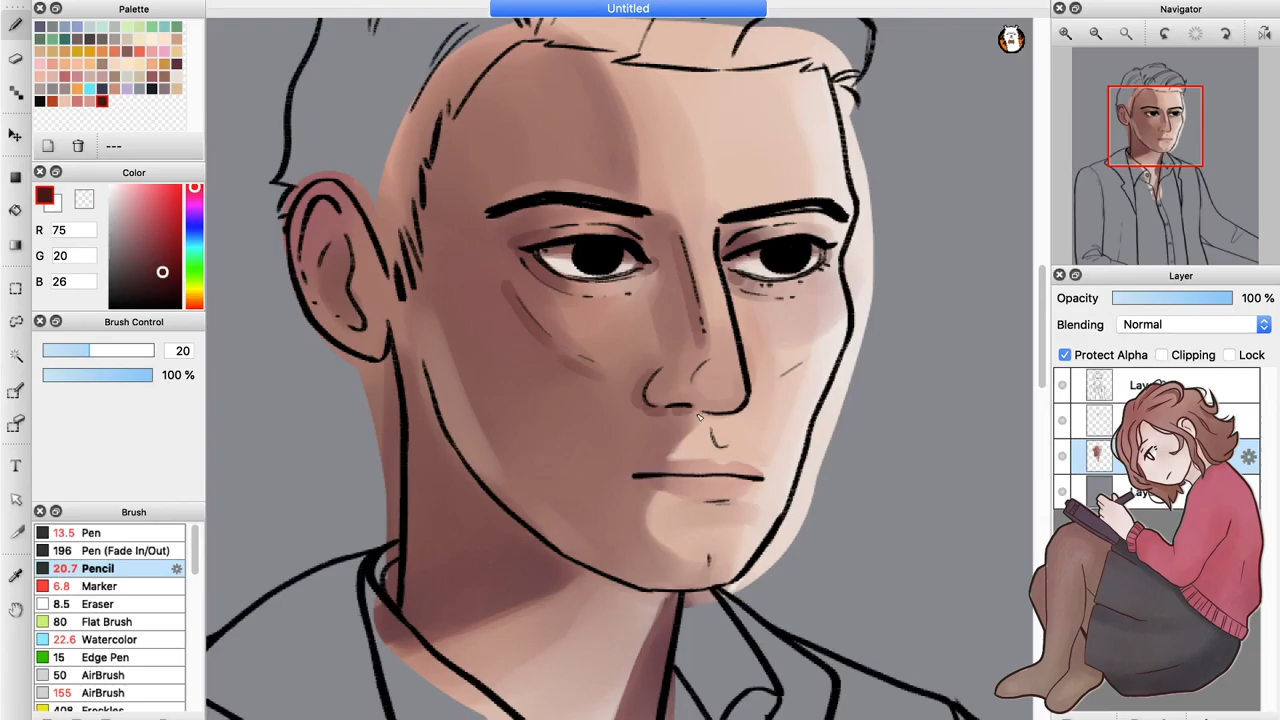 Untitled
Palette
---
Color
R 75
G 20
B 26
Brush Control
20
100 %
Brush
13.5 Pen
196 Pen (Fade In/Out)
20.7 Pencil
6.8 Marker
8.5 Eraser
80 Flat Brush
22.6 Watercolor
15 Edge Pen
50 AirBrush
155 AirBrush
Navigator
Layer
Opacity 100 %
Blending Normal
Protect Alpha Clipping Lock